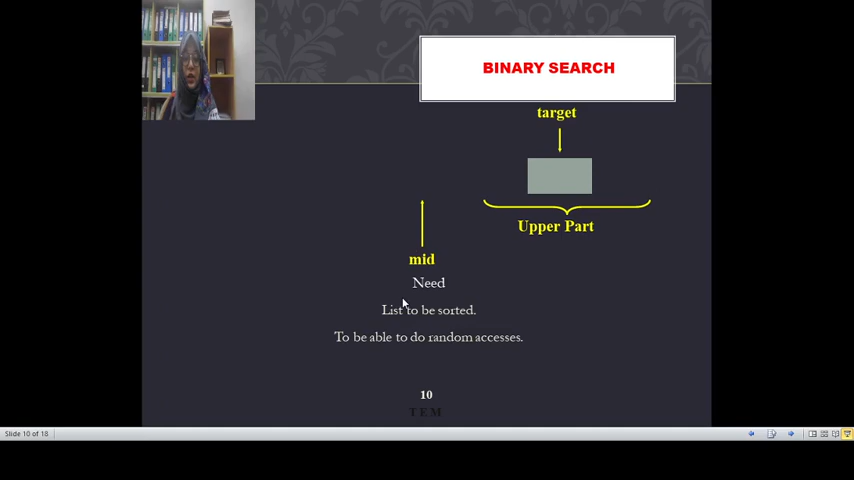 BINARY SEARCH
target
Upper Part
mid
Need
List to be sorted.
To be able to do random accesses.
10
T E M
Slide 10 of 18